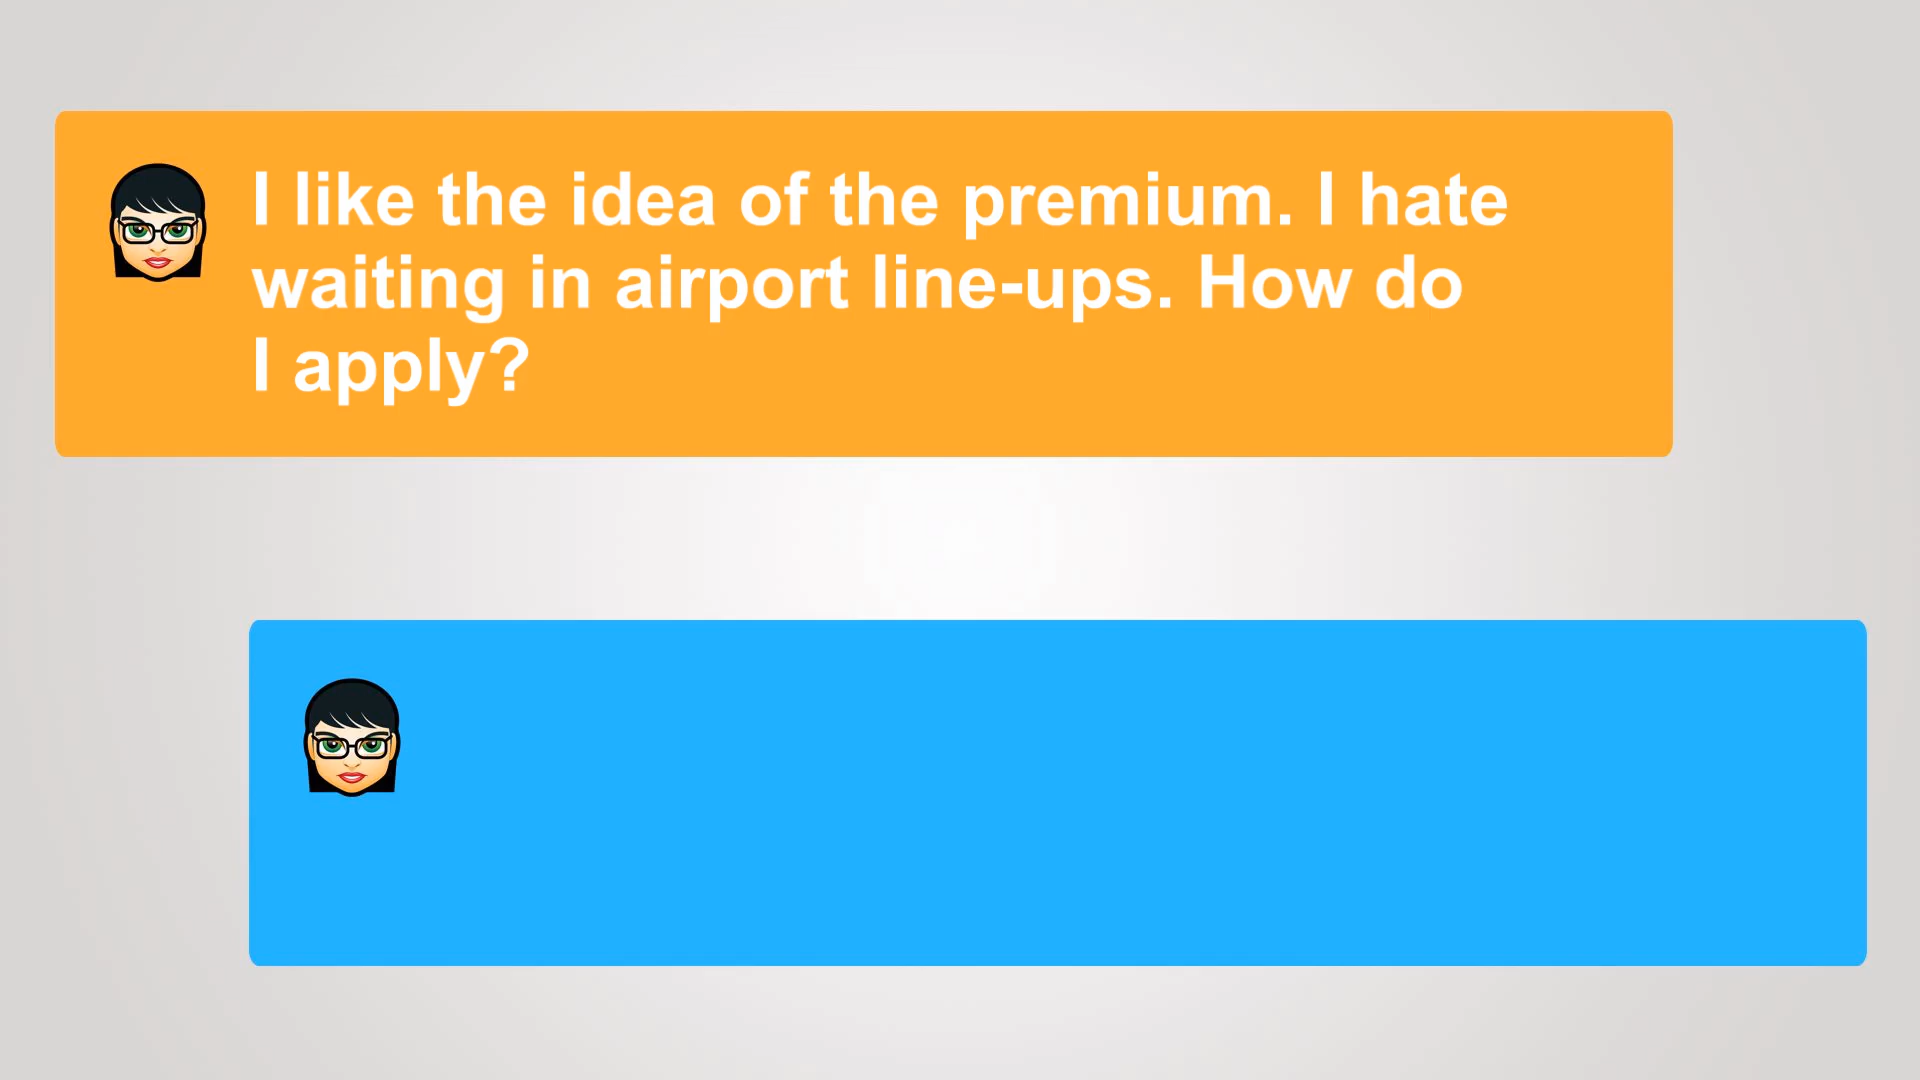 I like the idea of the premium. I hate
waiting in airport line-ups. How do
I apply?